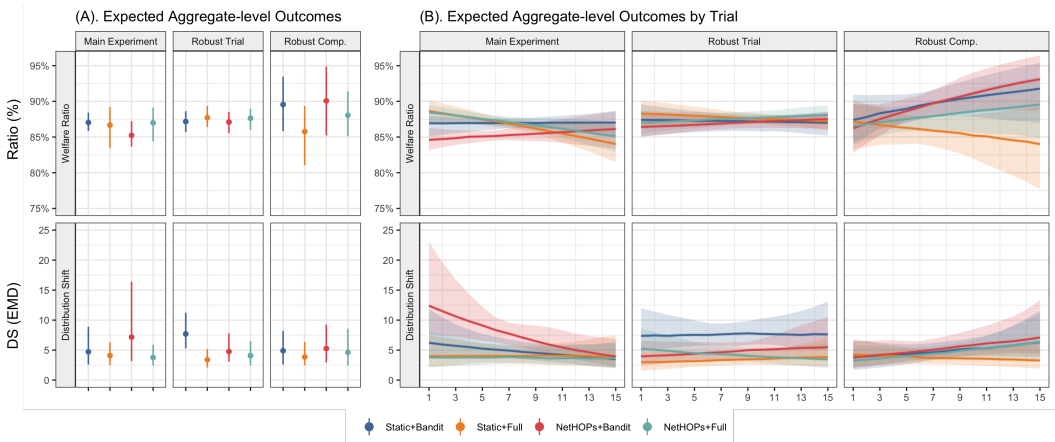 (A). Expected Aggregate-level Outcomes
(B). Expected Aggregate-level Outcomes by Trial
Main Experiment
Robust Trial
Robust Comp.
Main Experiment
Robust Trial
Robust Comp.
Ratio (%)
95%
90%
85%
80%
75%
Welfare Ratio
95%
90%
85%
80%
75%
Welfare Ratio
DS (EMD)
25
20
15
10
5
0
Distribution Shift
25
20
15
10
5
0
Distribution Shift
1 3 5 7 9 11 13 15
1 3 5 7 9 11 13 15
1 3 5 7 9 11 13 15
Static+Bandit Static+Full NetHOPs+Bandit NetHOPs+Full